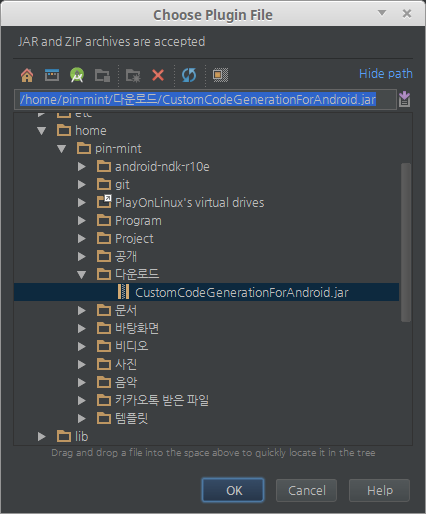 Choose Plugin File
JAR and ZIP archives are accepted
Hide path
/home/pin-mint/다운로드/CustomCodeGenerationForAndroid.jar
etc
home
pin-mint
android-ndk-r10e
git
PlayOnLinux's virtual drives
Program
Project
공개
다운로드
CustomCodeGenerationForAndroid.jar
문서
바탕화면
비디오
사진
음악
카카오톡 받은 파일
템플릿
lib
Drag and drop a file into the space above to quickly locate it in the tree
OK
Cancel
Help